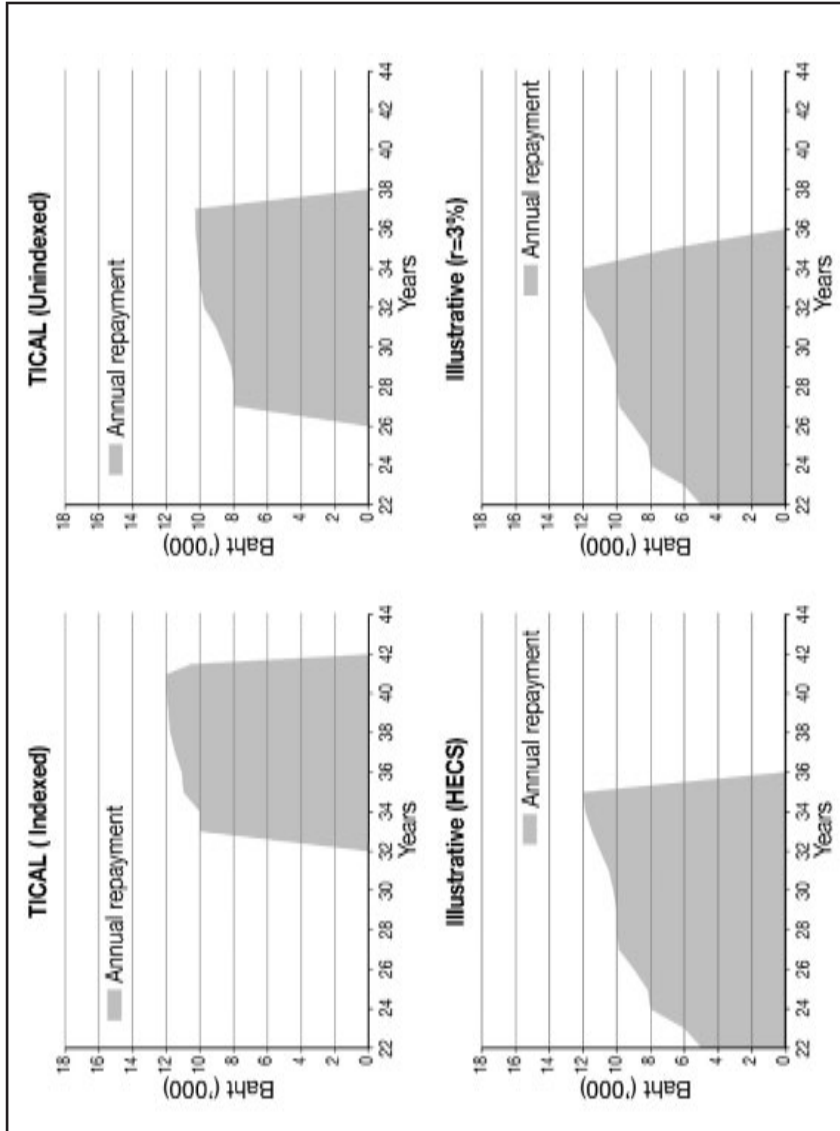 TICAL ( Indexed)
Baht ('000)
18
16
14
12
10
8
6
4
2
0
Annual repayment
22 24 26 28 30 32 34 36 38 40 42 44
Years
TICAL (Unindexed)
Baht ('000)
18
16
14
12
10
8
6
4
2
0
Annual repayment
22 24 26 28 30 32 34 36 38 40 42 44
Years
Illustrative (HECS)
Baht ('000)
18
16
14
12
10
8
6
4
2
0
Annual repayment
22 24 26 28 30 32 34 36 38 40 42 44
Years
Illustrative (r=3%)
Baht ('000)
18
16
14
12
10
8
6
4
2
0
Annual repayment
22 24 26 28 30 32 34 36 38 40 42 44
Years